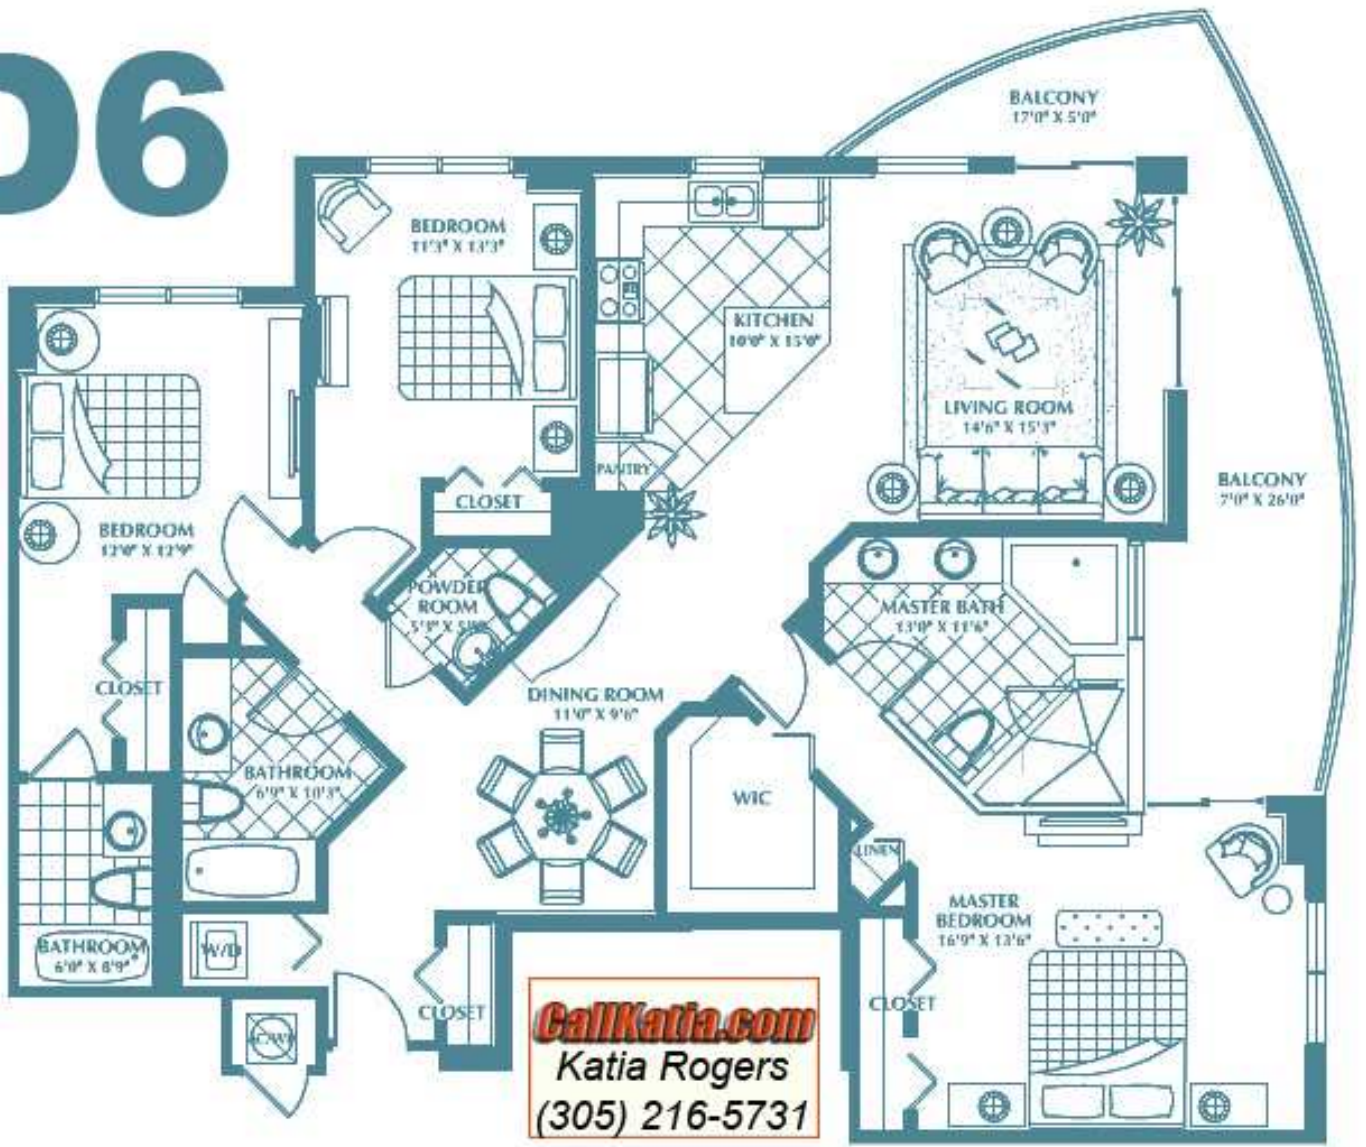 D6
BALCONY
17'0" X 5'0"
BEDROOM
11'3" X 13'3"
KITCHEN
10'0" X 15'0"
LIVING ROOM
14'6" X 15'3"
BALCONY
7'0" X 26'0"
PANTRY
CLOSET
BEDROOM
12'0" X 12'9"
POWDER
ROOM
MASTER BATH
13'0" X 11'6"
CLOSET
DINING ROOM
11'0" X 9'6"
BATHROOM
6'9" X 10'3"
WIC
LINEN
MASTER
BEDROOM
16'9" X 13'6"
BATHROOM
6'0" X 8'9"
W/D
CLOSET
CLOSET
CallKatia.com
Katia Rogers
(305) 216-5731